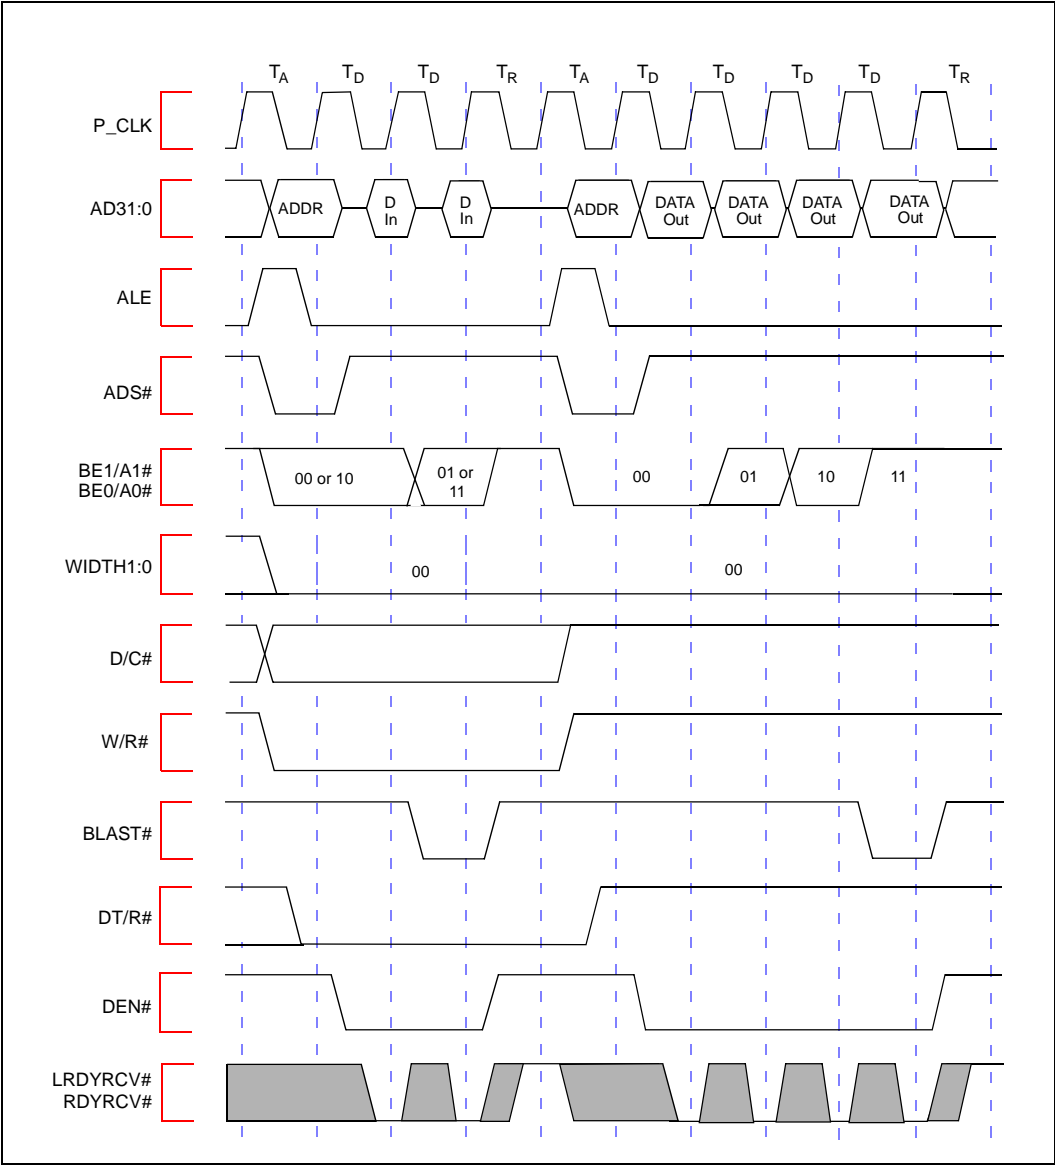 TA TD TD TR TA TD TD TD TD TR
P_CLK
AD31:0
ADDR
D
In
D
In
ADDR
DATA
Out
DATA
Out
DATA
Out
DATA
Out
ALE
ADS#
BE1/A1#
BE0/A0#
00 or 10
01 or
11
00
01
10
11
WIDTH1:0
00
00
D/C#
W/R#
BLAST#
DT/R#
DEN#
LRDYRCV#
RDYRCV#